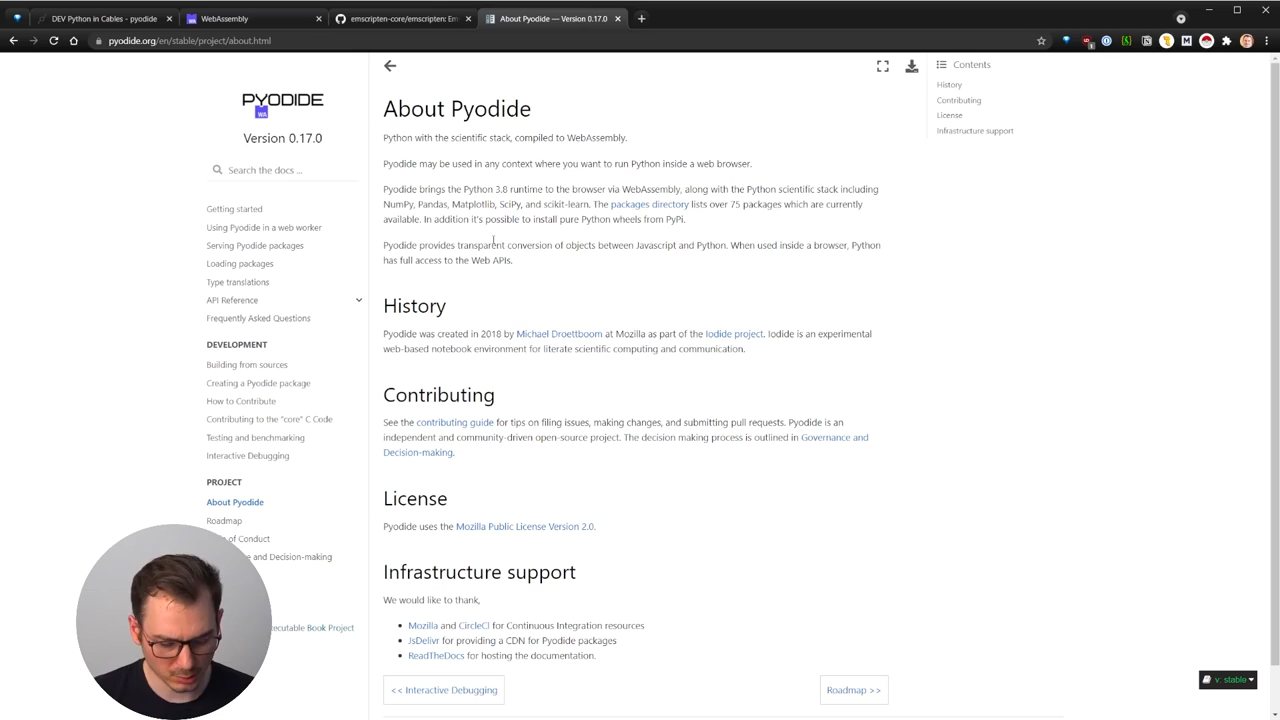 DEV Python in Cables - pyodide
WebAssembly
emscripten-core/emscripten: Em
About Pyodide — Version 0.17.0
pyodide.org/en/stable/project/about.html
PYODIDE
WA
Version 0.17.0
Search the docs ...
Getting started
Using Pyodide in a web worker
Serving Pyodide packages
Loading packages
Type translations
API Reference
Frequently Asked Questions
DEVELOPMENT
Building from sources
Creating a Pyodide package
How to Contribute
Contributing to the "core" C Code
Testing and benchmarking
Interactive Debugging
PROJECT
About Pyodide
Roadmap
of Conduct
and Decision-making
xecutable Book Project
About Pyodide
Python with the scientific stack, compiled to WebAssembly.
Pyodide may be used in any context where you want to run Python inside a web browser.
Pyodide brings the Python 3.8 runtime to the browser via WebAssembly, along with the Python scientific stack including
NumPy, Pandas, Matplotlib, SciPy, and scikit-learn. The packages directory lists over 75 packages which are currently
available. In addition it's possible to install pure Python wheels from PyPi.
Pyodide provides transparent conversion of objects between Javascript and Python. When used inside a browser, Python
has full access to the Web APIs.
History
Pyodide was created in 2018 by Michael Droettboom at Mozilla as part of the Iodide project. Iodide is an experimental
web-based notebook environment for literate scientific computing and communication.
Contributing
See the contributing guide for tips on filing issues, making changes, and submitting pull requests. Pyodide is an
independent and community-driven open-source project. The decision making process is outlined in Governance and
Decision-making.
License
Pyodide uses the Mozilla Public License Version 2.0.
Infrastructure support
We would like to thank,
• Mozilla and CircleCl for Continuous Integration resources
• JsDelivr for providing a CDN for Pyodide packages
• ReadTheDocs for hosting the documentation.
<< Interactive Debugging
Roadmap >>
Contents
History
Contributing
License
Infrastructure support
v: stable